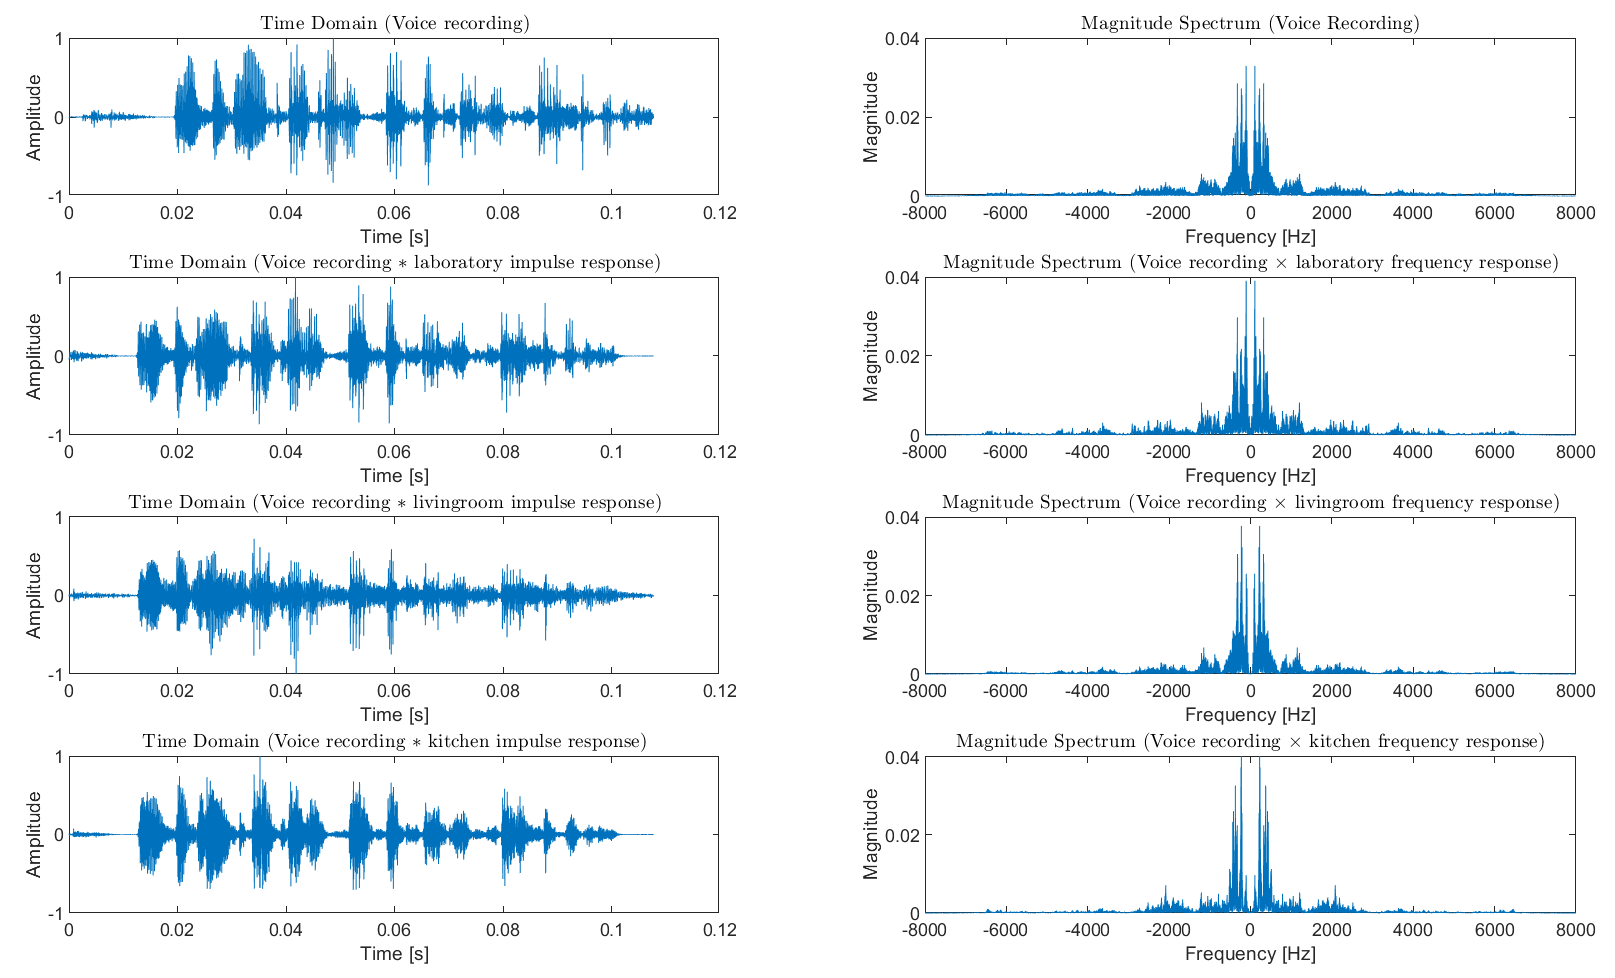 Time Domain (Voice recording)
Amplitude
1
0
-1
0 0.02 0.04 0.06 0.08 0.1 0.12
Time [s]
Magnitude Spectrum (Voice Recording)
Magnitude
0.04
0.02
0
-8000 -6000 -4000 -2000 0 2000 4000 6000 8000
Frequency [Hz]
Time Domain (Voice recording ∗ laboratory impulse response)
Amplitude
1
0
-1
0 0.02 0.04 0.06 0.08 0.1 0.12
Time [s]
Magnitude Spectrum (Voice recording × laboratory frequency response)
Magnitude
0.04
0.02
0
-8000 -6000 -4000 -2000 0 2000 4000 6000 8000
Frequency [Hz]
Time Domain (Voice recording ∗ livingroom impulse response)
Amplitude
1
0
-1
0 0.02 0.04 0.06 0.08 0.1 0.12
Time [s]
Magnitude Spectrum (Voice recording × livingroom frequency response)
Magnitude
0.04
0.02
0
-8000 -6000 -4000 -2000 0 2000 4000 6000 8000
Frequency [Hz]
Time Domain (Voice recording ∗ kitchen impulse response)
Amplitude
1
0
-1
0 0.02 0.04 0.06 0.08 0.1 0.12
Time [s]
Magnitude Spectrum (Voice recording × kitchen frequency response)
Magnitude
0.04
0.02
0
-8000 -6000 -4000 -2000 0 2000 4000 6000 8000
Frequency [Hz]